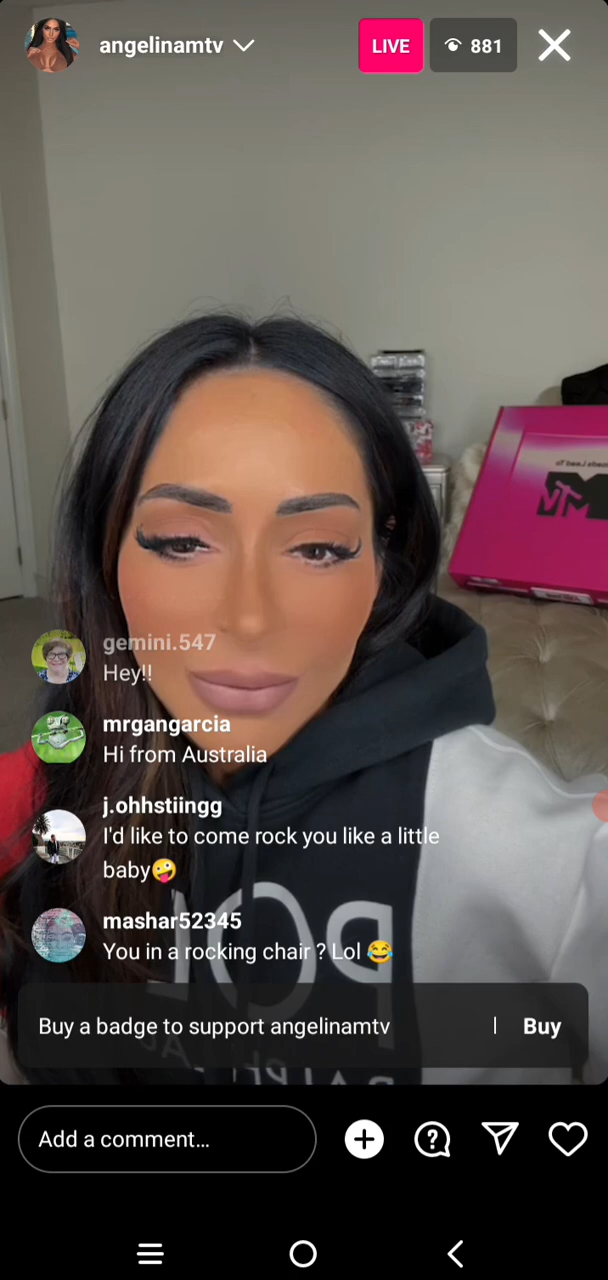 angelinamtv
LIVE
881
gemini.547
Hey!!
mrgangarcia
Hi from Australia
j.ohhstiingg
I'd like to come rock you like a little
baby🤪
mashar52345
You in a rocking chair ? Lol 😂
POL
Buy a badge to support angelinamtv | Buy
Add a comment...